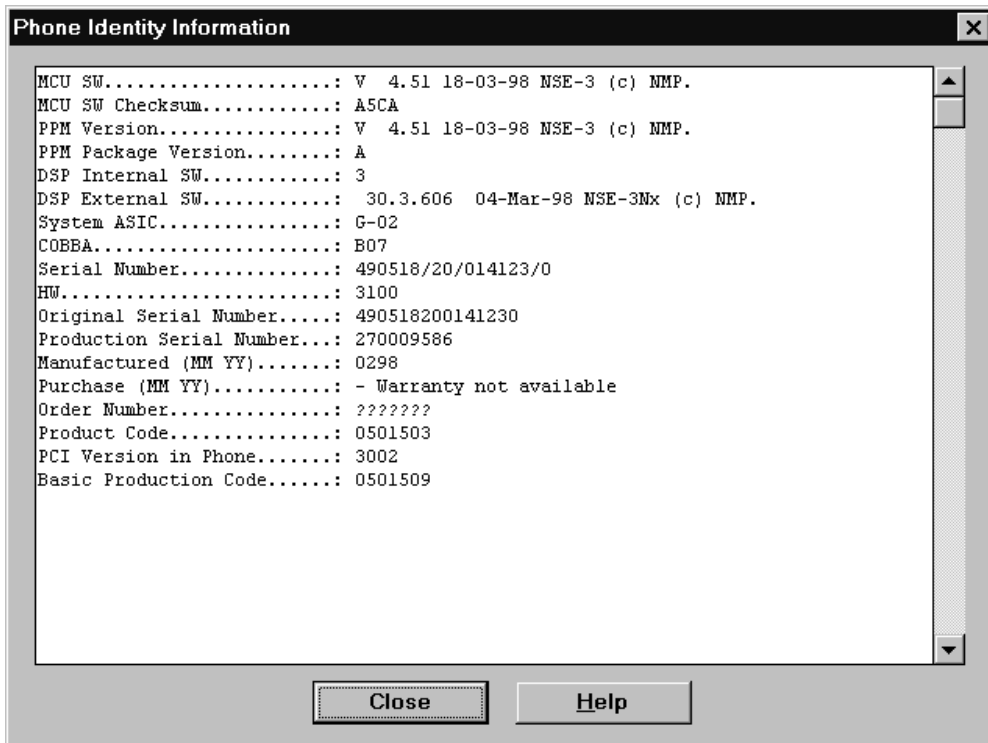 Phone Identity Information
MCU SW.....................: V  4.51 18-03-98 NSE-3 (c) NMP.
MCU SW Checksum............: A5CA
PPM Version................: V  4.51 18-03-98 NSE-3 (c) NMP.
PPM Package Version........: A
DSP Internal SW............: 3
DSP External SW............:  30.3.606  04-Mar-98 NSE-3Nx (c) NMP.
System ASIC................: G-02
COBBA......................: B07
Serial Number..............: 490518/20/014123/0
HW.........................: 3100
Original Serial Number.....: 490518200141230
Production Serial Number...: 270009586
Manufactured (MM YY).......: 0298
Purchase (MM YY)...........: - Warranty not available
Order Number...............: ???????
Product Code...............: 0501503
PCI Version in Phone.......: 3002
Basic Production Code......: 0501509
Close
Help